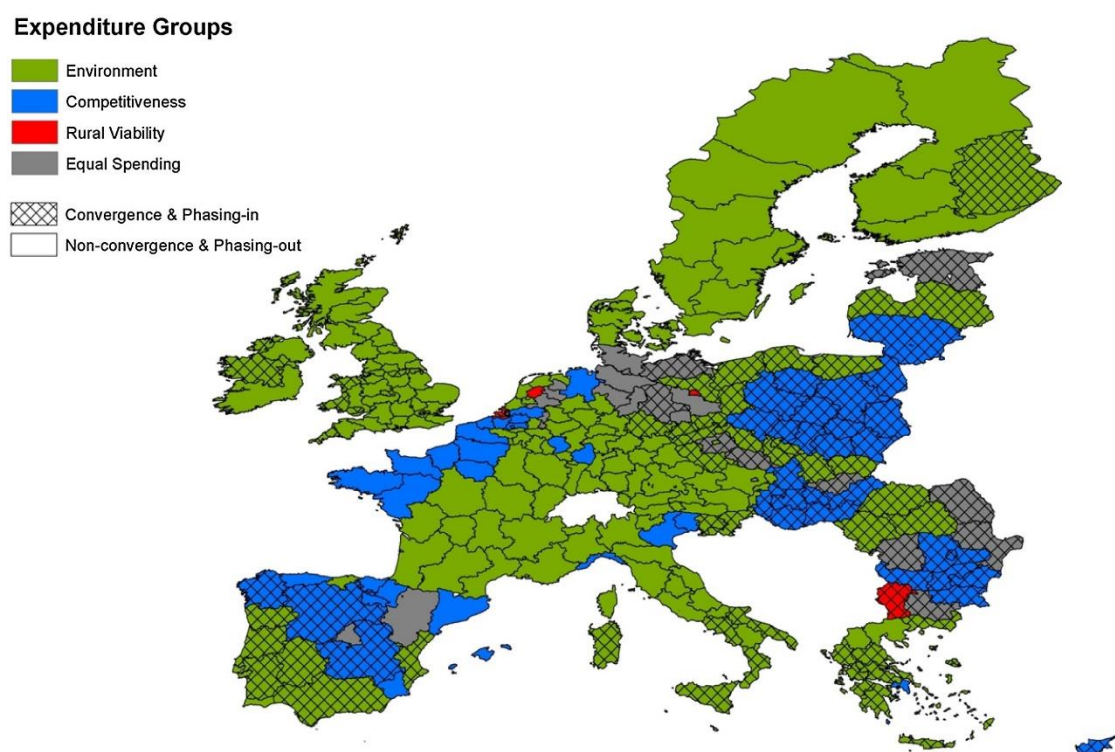 Expenditure Groups
Environment
Competitiveness
Rural Viability
Equal Spending
Convergence & Phasing-in
Non-convergence & Phasing-out